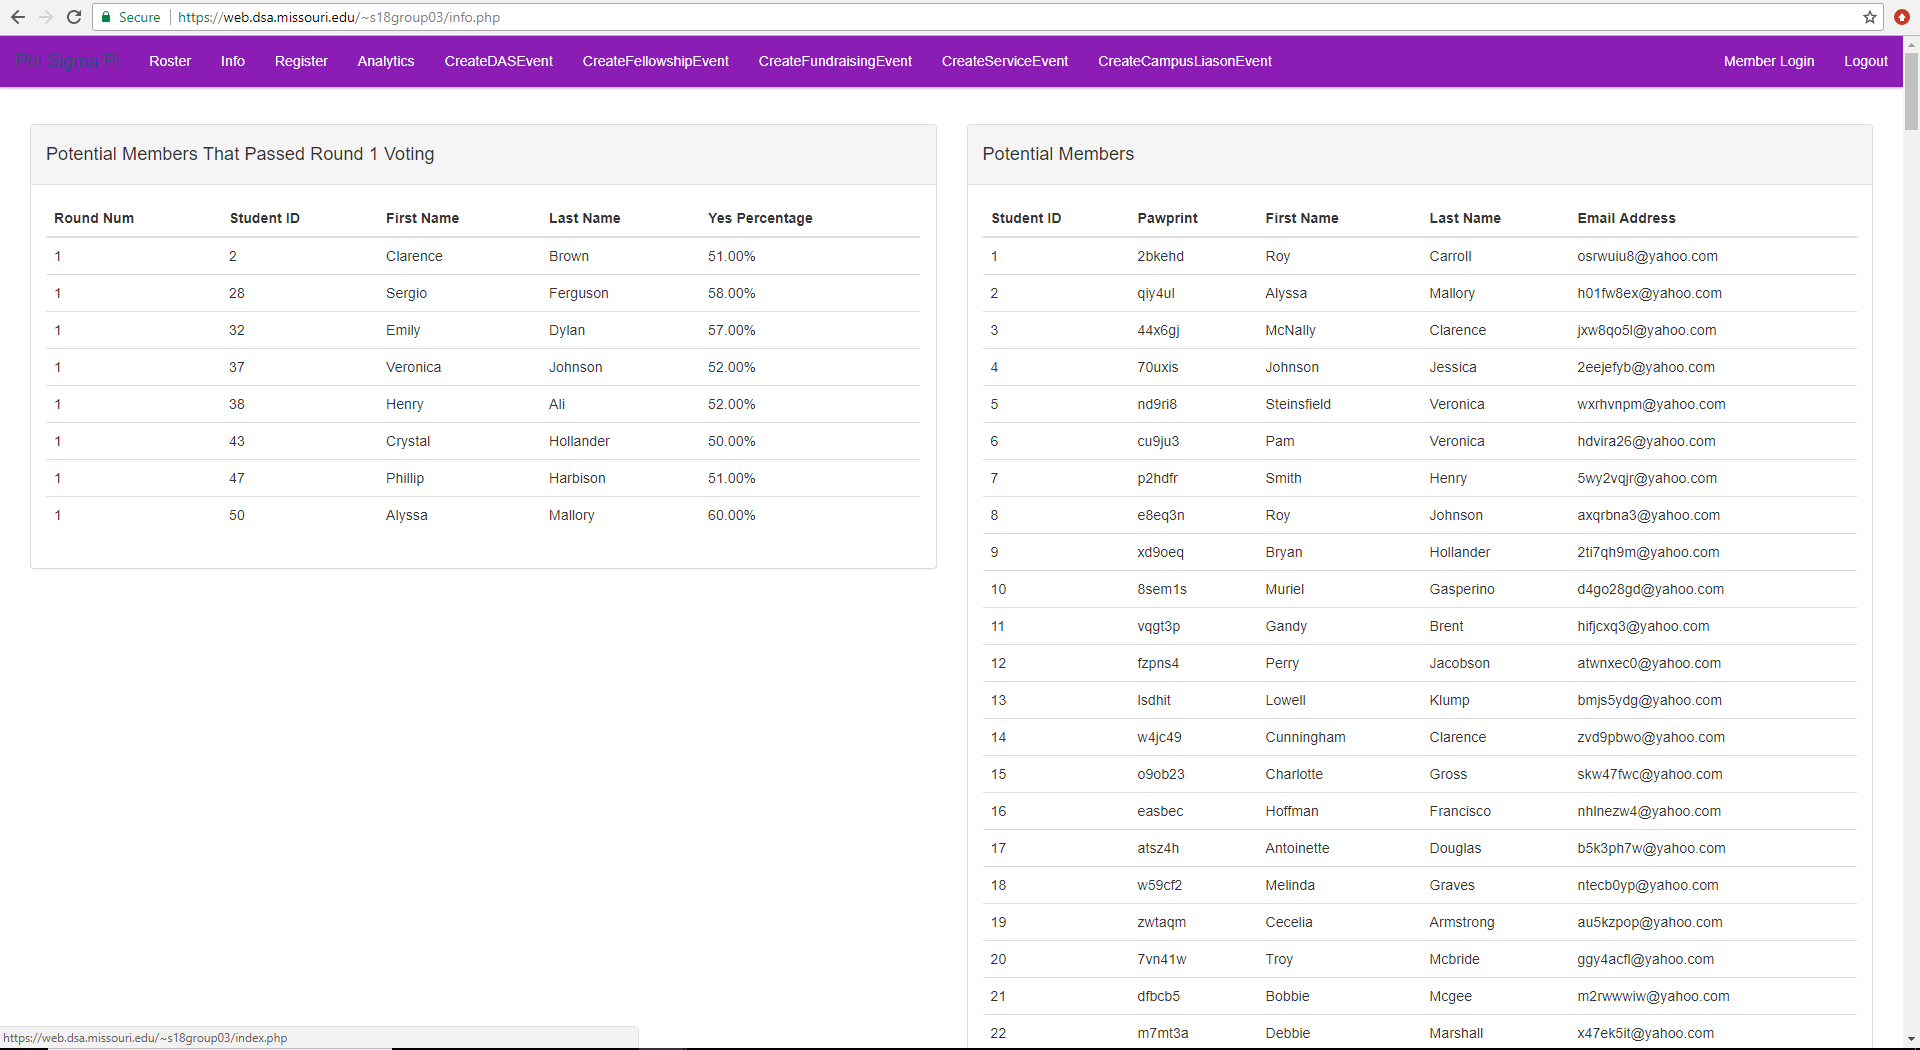 Secure https://web.dsa.missouri.edu/~s18group03/info.php
Phi Sigma Pi Roster Info Register Analytics CreateDASEvent CreateFellowshipEvent CreateFundraisingEvent CreateServiceEvent CreateCampusLiasonEvent Member Login Logout
Potential Members That Passed Round 1 Voting
Round Num Student ID First Name Last Name Yes Percentage
1 2 Clarence Brown 51.00%
1 28 Sergio Ferguson 58.00%
1 32 Emily Dylan 57.00%
1 37 Veronica Johnson 52.00%
1 38 Henry Ali 52.00%
1 43 Crystal Hollander 50.00%
1 47 Phillip Harbison 51.00%
1 50 Alyssa Mallory 60.00%
Potential Members
Student ID Pawprint First Name Last Name Email Address
1 2bkehd Roy Carroll osrwuiu8@yahoo.com
2 qiy4ul Alyssa Mallory h01fw8ex@yahoo.com
3 44x6gj McNally Clarence jxw8qo5l@yahoo.com
4 70uxis Johnson Jessica 2eejefyb@yahoo.com
5 nd9ri8 Steinsfield Veronica wxrhvnpm@yahoo.com
6 cu9ju3 Pam Veronica hdvira26@yahoo.com
7 p2hdfr Smith Henry 5wy2vqjr@yahoo.com
8 e8eq3n Roy Johnson axqrbna3@yahoo.com
9 xd9oeq Bryan Hollander 2ti7qh9m@yahoo.com
10 8sem1s Muriel Gasperino d4go28gd@yahoo.com
11 vqgt3p Gandy Brent hifjcxq3@yahoo.com
12 fzpns4 Perry Jacobson atwnxec0@yahoo.com
13 lsdhit Lowell Klump bmjs5ydg@yahoo.com
14 w4jc49 Cunningham Clarence zvd9pbwo@yahoo.com
15 o9ob23 Charlotte Gross skw47fwc@yahoo.com
16 easbec Hoffman Francisco nhlnezw4@yahoo.com
17 atsz4h Antoinette Douglas b5k3ph7w@yahoo.com
18 w59cf2 Melinda Graves ntecb0yp@yahoo.com
19 zwtaqm Cecelia Armstrong au5kzpop@yahoo.com
20 7vn41w Troy Mcbride ggy4acfl@yahoo.com
21 dfbcb5 Bobbie Mcgee m2rwwwiw@yahoo.com
22 m7mt3a Debbie Marshall x47ek5it@yahoo.com
https://web.dsa.missouri.edu/~s18group03/index.php